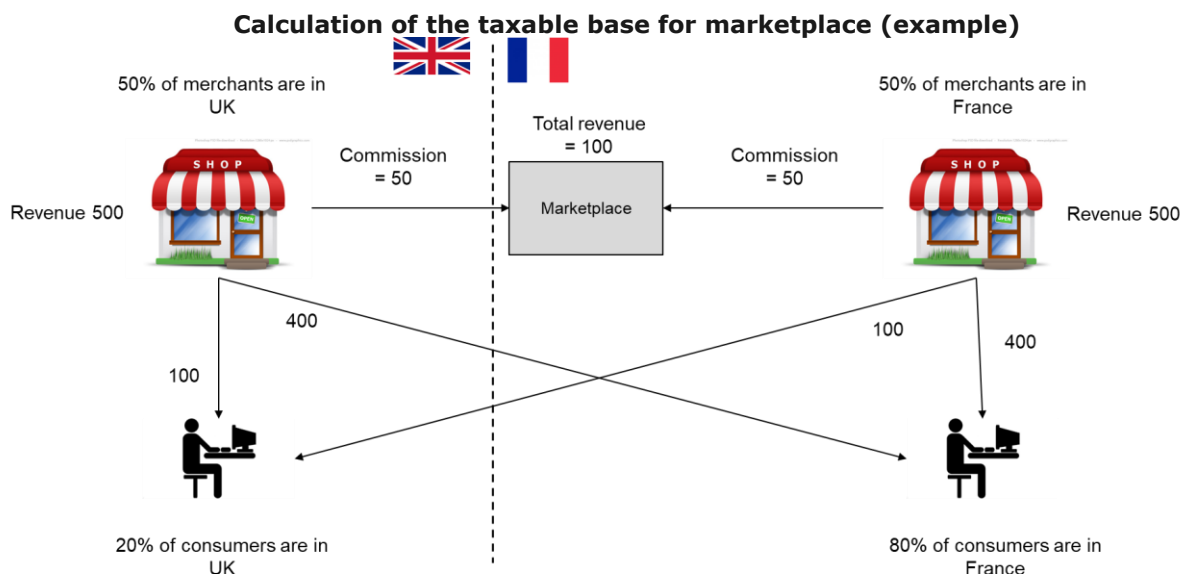 Calculation of the taxable base for marketplace (example)
50% of merchants are in
UK
50% of merchants are in
France
Total revenue
= 100
Commission
= 50
Commission
= 50
SHOP
OPEN
Revenue 500
Marketplace
SHOP
OPEN
Revenue 500
400
100
100
400
20% of consumers are in
UK
80% of consumers are in
France